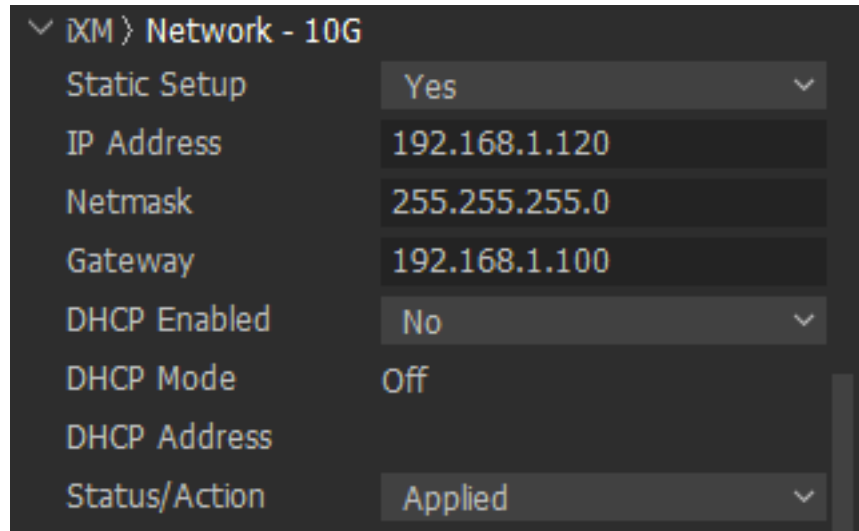 iXM 〉 Network - 10G
Static Setup Yes
IP Address 192.168.1.120
Netmask 255.255.255.0
Gateway 192.168.1.100
DHCP Enabled No
DHCP Mode Off
DHCP Address
Status/Action Applied